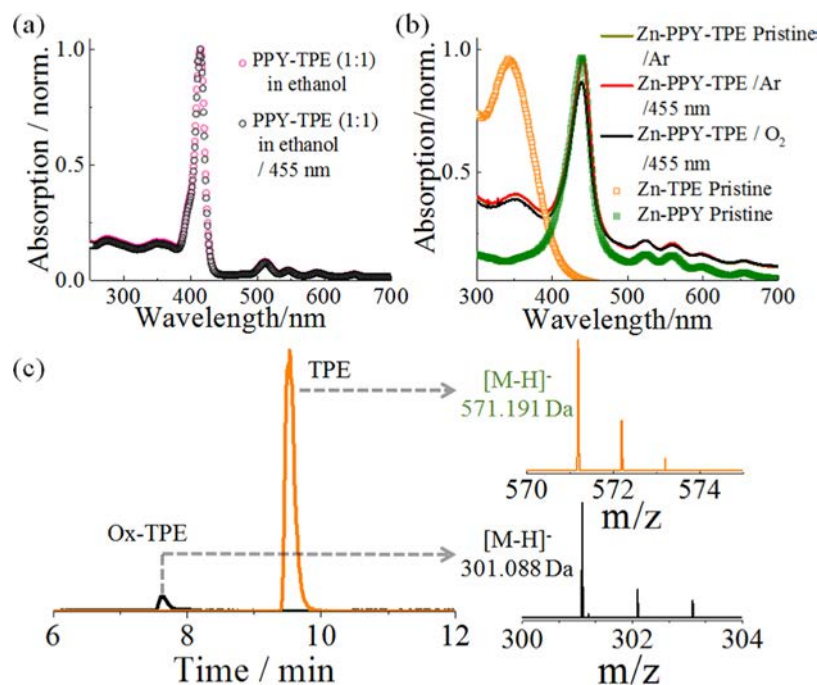 (a)
Absorption / norm.
1.0
0.5
0.0
PPY-TPE (1:1)
in ethanol
PPY-TPE (1:1)
in ethanol
/ 455 nm
300 400 500 600 700
Wavelength/nm
(b)
Absorption/norm.
1.0
0.5
Zn-PPY-TPE Pristine
/Ar
Zn-PPY-TPE /Ar
/455 nm
Zn-PPY-TPE / O₂
/455 nm
Zn-TPE Pristine
Zn-PPY Pristine
300 400 500 600 700
Wavelength/nm
(c)
TPE
Ox-TPE
6 8 10 12
Time / min
[M-H]⁻
571.191 Da
570 572 574
m/z
[M-H]⁻
301.088 Da
300 302 304
m/z